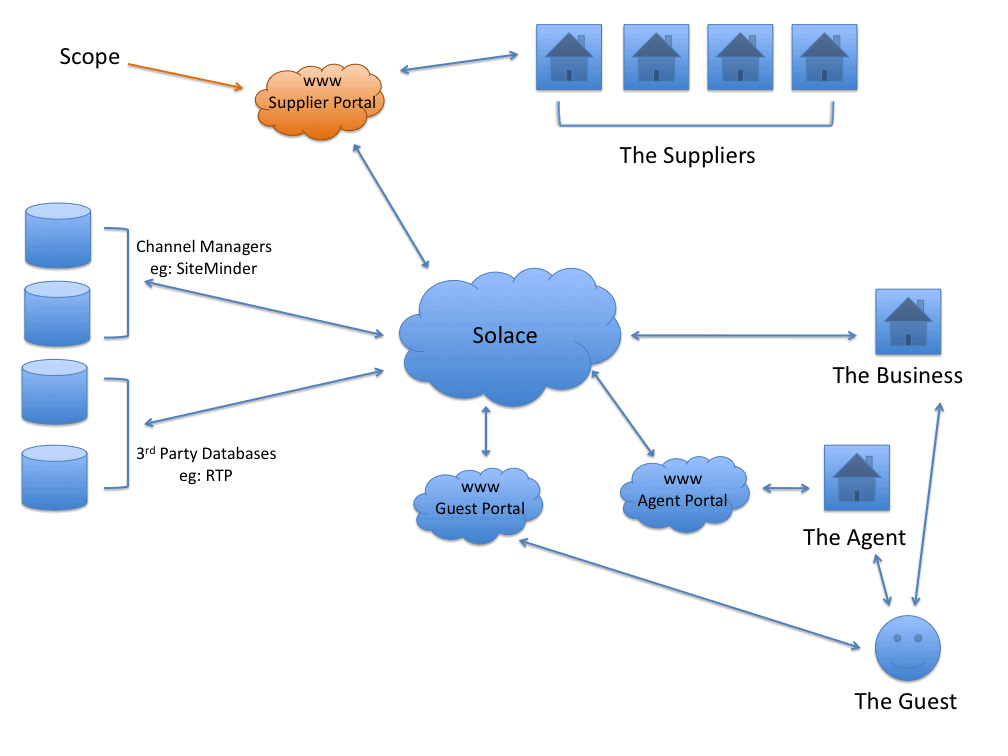 Scope
www
Supplier Portal
The Suppliers
Channel Managers
eg: SiteMinder
Solace
The Business
3rd Party Databases
eg: RTP
www
Guest Portal
www
Agent Portal
The Agent
The Guest